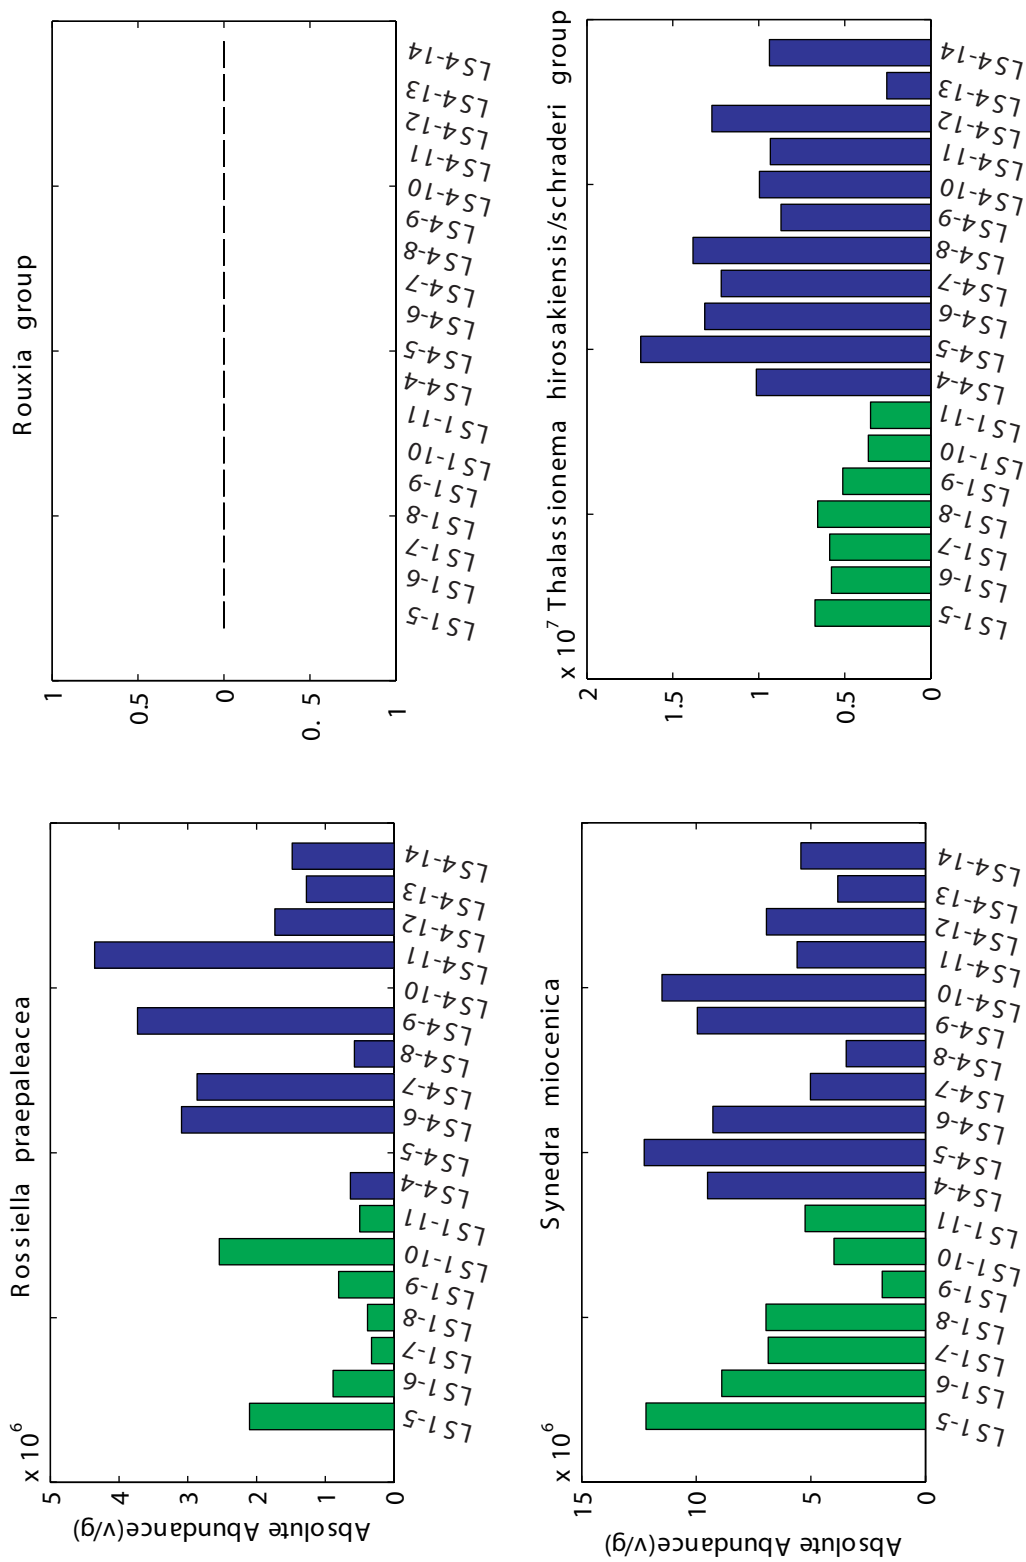 Rossiella praepaleacea
x 10^6
Absolute Abundance(v/g)
5
4
3
2
1
0
LS1-5
LS1-6
LS1-7
LS1-8
LS1-9
LS1-10
LS1-11
LS4-4
LS4-5
LS4-6
LS4-7
LS4-8
LS4-9
LS4-10
LS4-11
LS4-12
LS4-13
LS4-14
Rouxia group
1
0.5
0
0. 5
1
LS1-5
LS1-6
LS1-7
LS1-8
LS1-9
LS1-10
LS1-11
LS4-4
LS4-5
LS4-6
LS4-7
LS4-8
LS4-9
LS4-10
LS4-11
LS4-12
LS4-13
LS4-14
Synedra miocenica
x 10^6
Absolute Abundance(v/g)
15
10
5
0
LS1-5
LS1-6
LS1-7
LS1-8
LS1-9
LS1-10
LS1-11
LS4-4
LS4-5
LS4-6
LS4-7
LS4-8
LS4-9
LS4-10
LS4-11
LS4-12
LS4-13
LS4-14
x 10^7 Thalassionema hirosakiensis/schraderi group
2
1.5
1
0.5
0
LS1-5
LS1-6
LS1-7
LS1-8
LS1-9
LS1-10
LS1-11
LS4-4
LS4-5
LS4-6
LS4-7
LS4-8
LS4-9
LS4-10
LS4-11
LS4-12
LS4-13
LS4-14